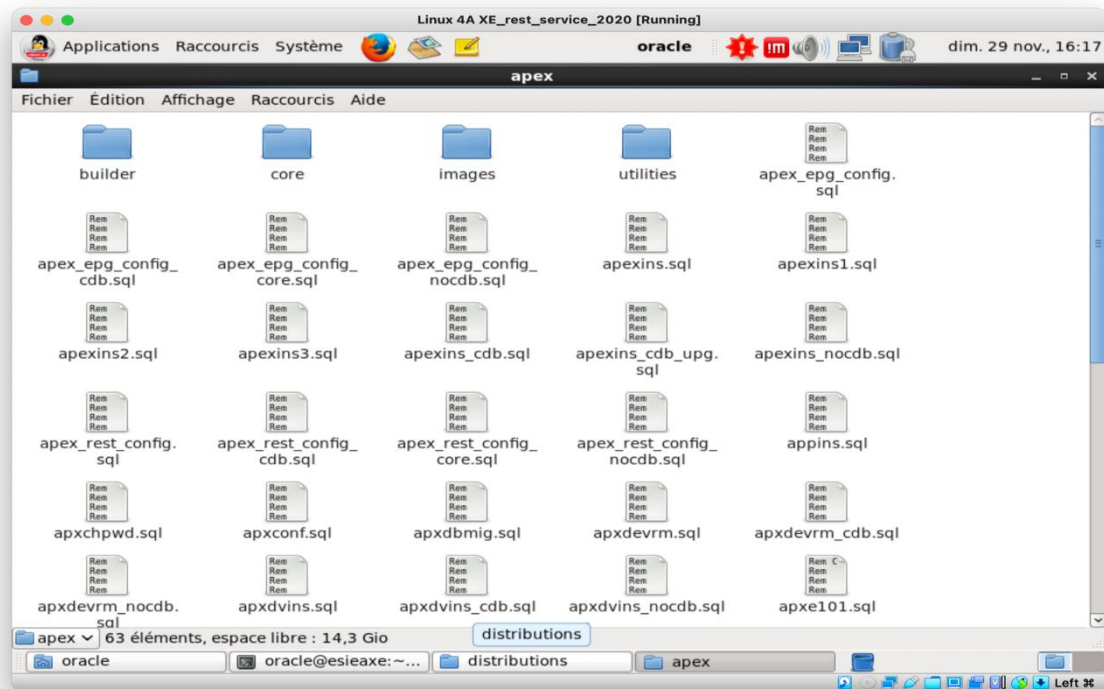 Linux 4A XE_rest_service_2020 [Running]
Applications Raccourcis Système oracle dim. 29 nov., 16:17
apex
Fichier Édition Affichage Raccourcis Aide
builder core images utilities apex_epg_config.
sql
apex_epg_config_ apex_epg_config_ apex_epg_config_ apexins.sql apexins1.sql
cdb.sql core.sql nocdb.sql
apexins2.sql apexins3.sql apexins_cdb.sql apexins_cdb_upg. apexins_nocdb.sql
sql
apex_rest_config. apex_rest_config_ apex_rest_config_ apex_rest_config_ appins.sql
sql cdb.sql core.sql nocdb.sql
apxchpwd.sql apxconf.sql apxdbmig.sql apxdevrm.sql apxdevrm_cdb.sql
apxdevrm_nocdb. apxdvins.sql apxdvins_cdb.sql apxdvins_nocdb.sql apxe101.sql
sql
apex 63 éléments, espace libre : 14,3 Gio distributions
oracle oracle@esieaxe:~... distributions apex
Left ⌘